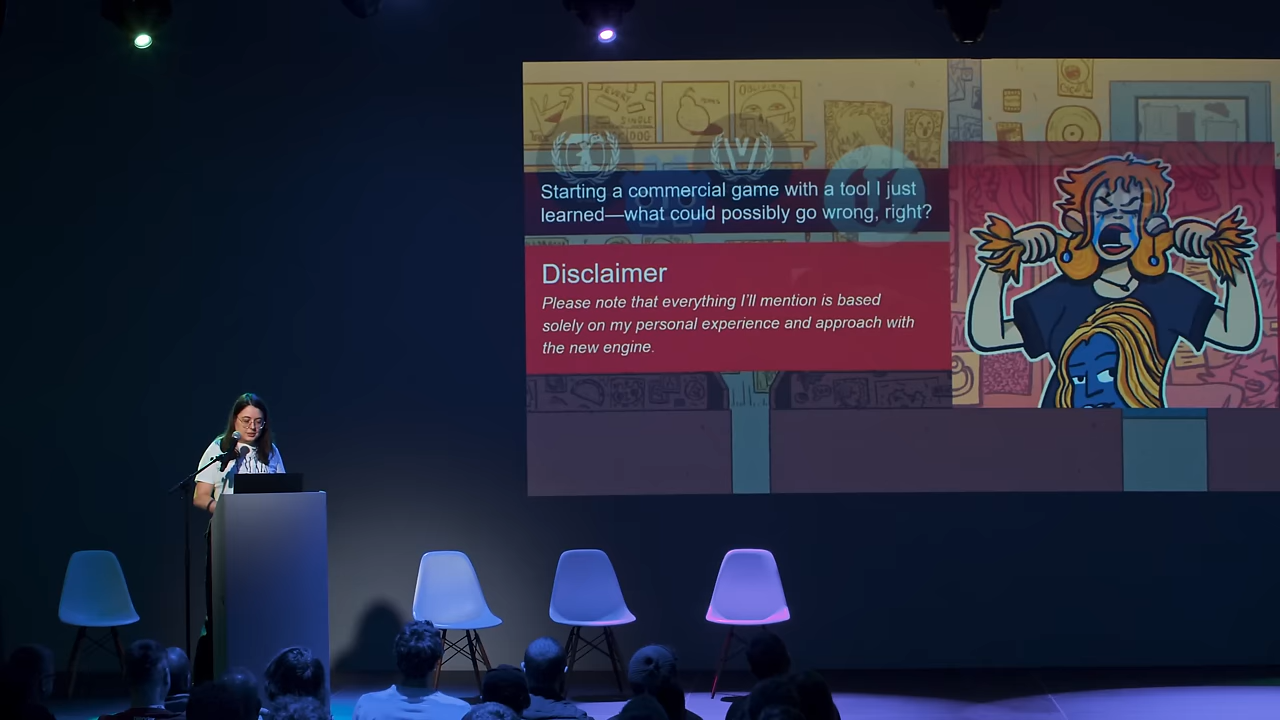 Starting a commercial game with a tool I just
learned—what could possibly go wrong, right?
Disclaimer
Please note that everything I'll mention is based
solely on my personal experience and approach with
the new engine.